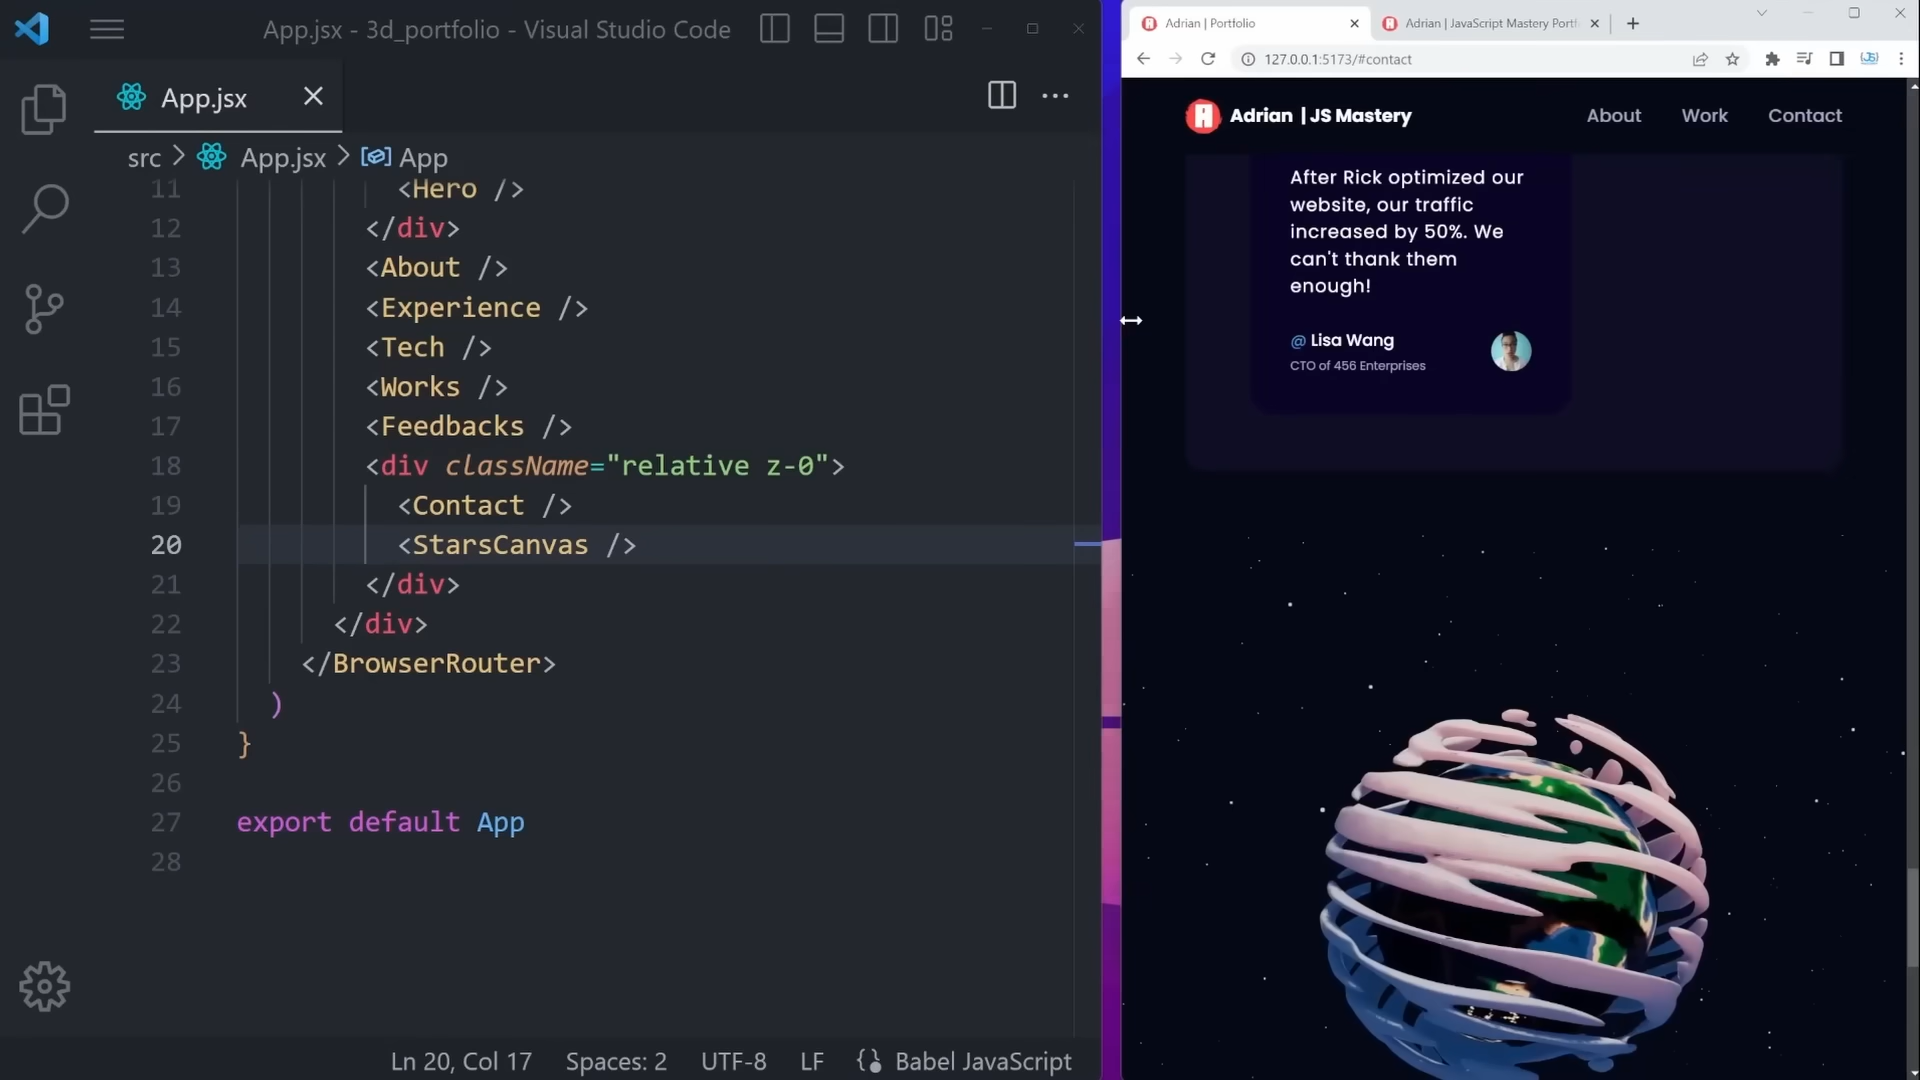 App.jsx - 3d_portfolio - Visual Studio Code
App.jsx
src > App.jsx > App
11 <Hero />
12 </div>
13 <About />
14 <Experience />
15 <Tech />
16 <Works />
17 <Feedbacks />
18 <div className="relative z-0">
19 <Contact />
20 <StarsCanvas />
21 </div>
22 </div>
23 </BrowserRouter>
24 )
25 }
26
27 export default App
28
Ln 20, Col 17 Spaces: 2 UTF-8 LF Babel JavaScript
Adrian | Portfolio
Adrian | JavaScript Mastery Portf
127.0.0.1:5173/#contact
Adrian | JS Mastery
About Work Contact
After Rick optimized our
website, our traffic
increased by 50%. We
can't thank them
enough!
@ Lisa Wang
CTO of 456 Enterprises